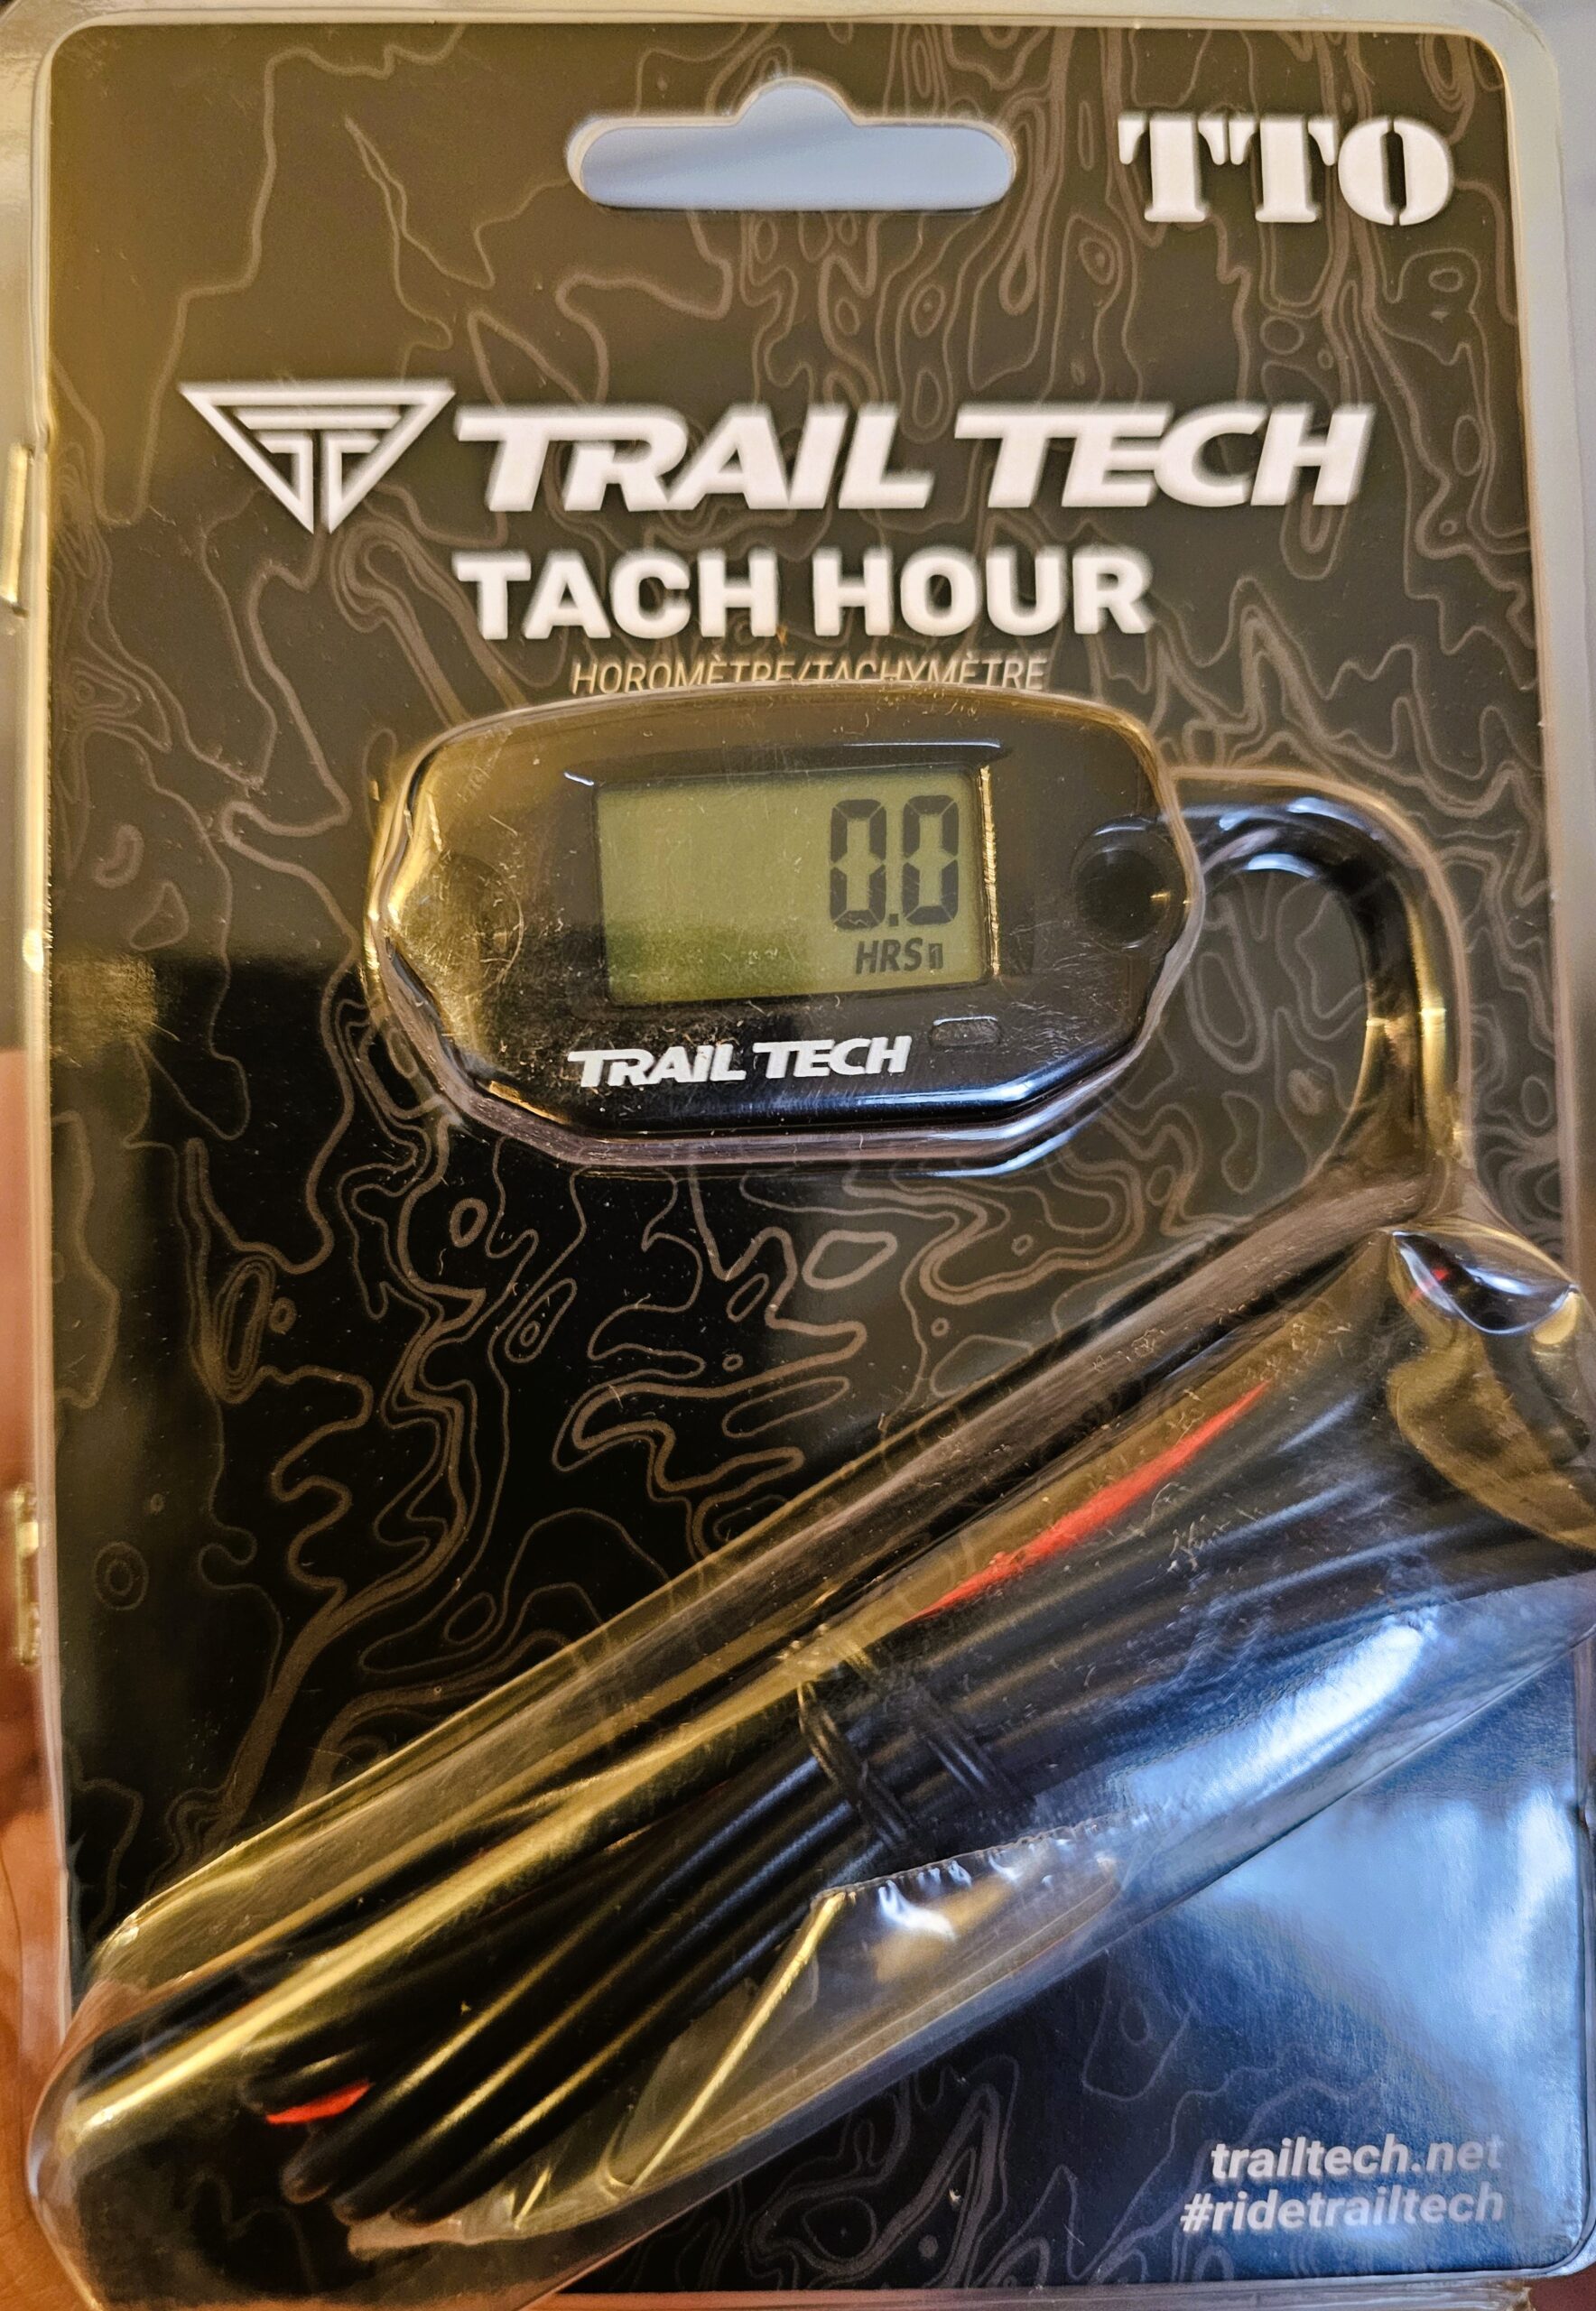 TTO
TRAIL TECH
TACH HOUR
HOROMÈTRE/TACHYMÈTRE
0.0
HRS
TRAIL TECH
trailtech.net
#ridetrailtech